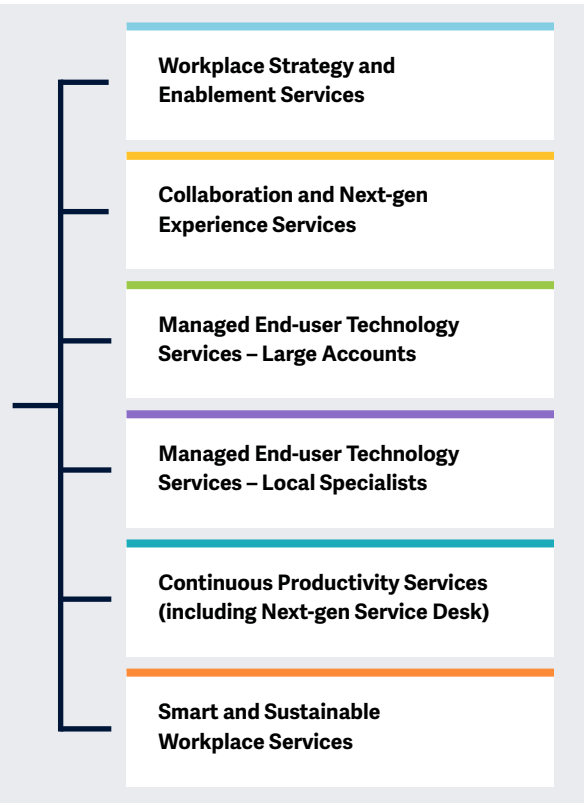 Workplace Strategy and
Enablement Services
Collaboration and Next-gen
Experience Services
Managed End-user Technology
Services – Large Accounts
Managed End-user Technology
Services – Local Specialists
Continuous Productivity Services
(including Next-gen Service Desk)
Smart and Sustainable
Workplace Services